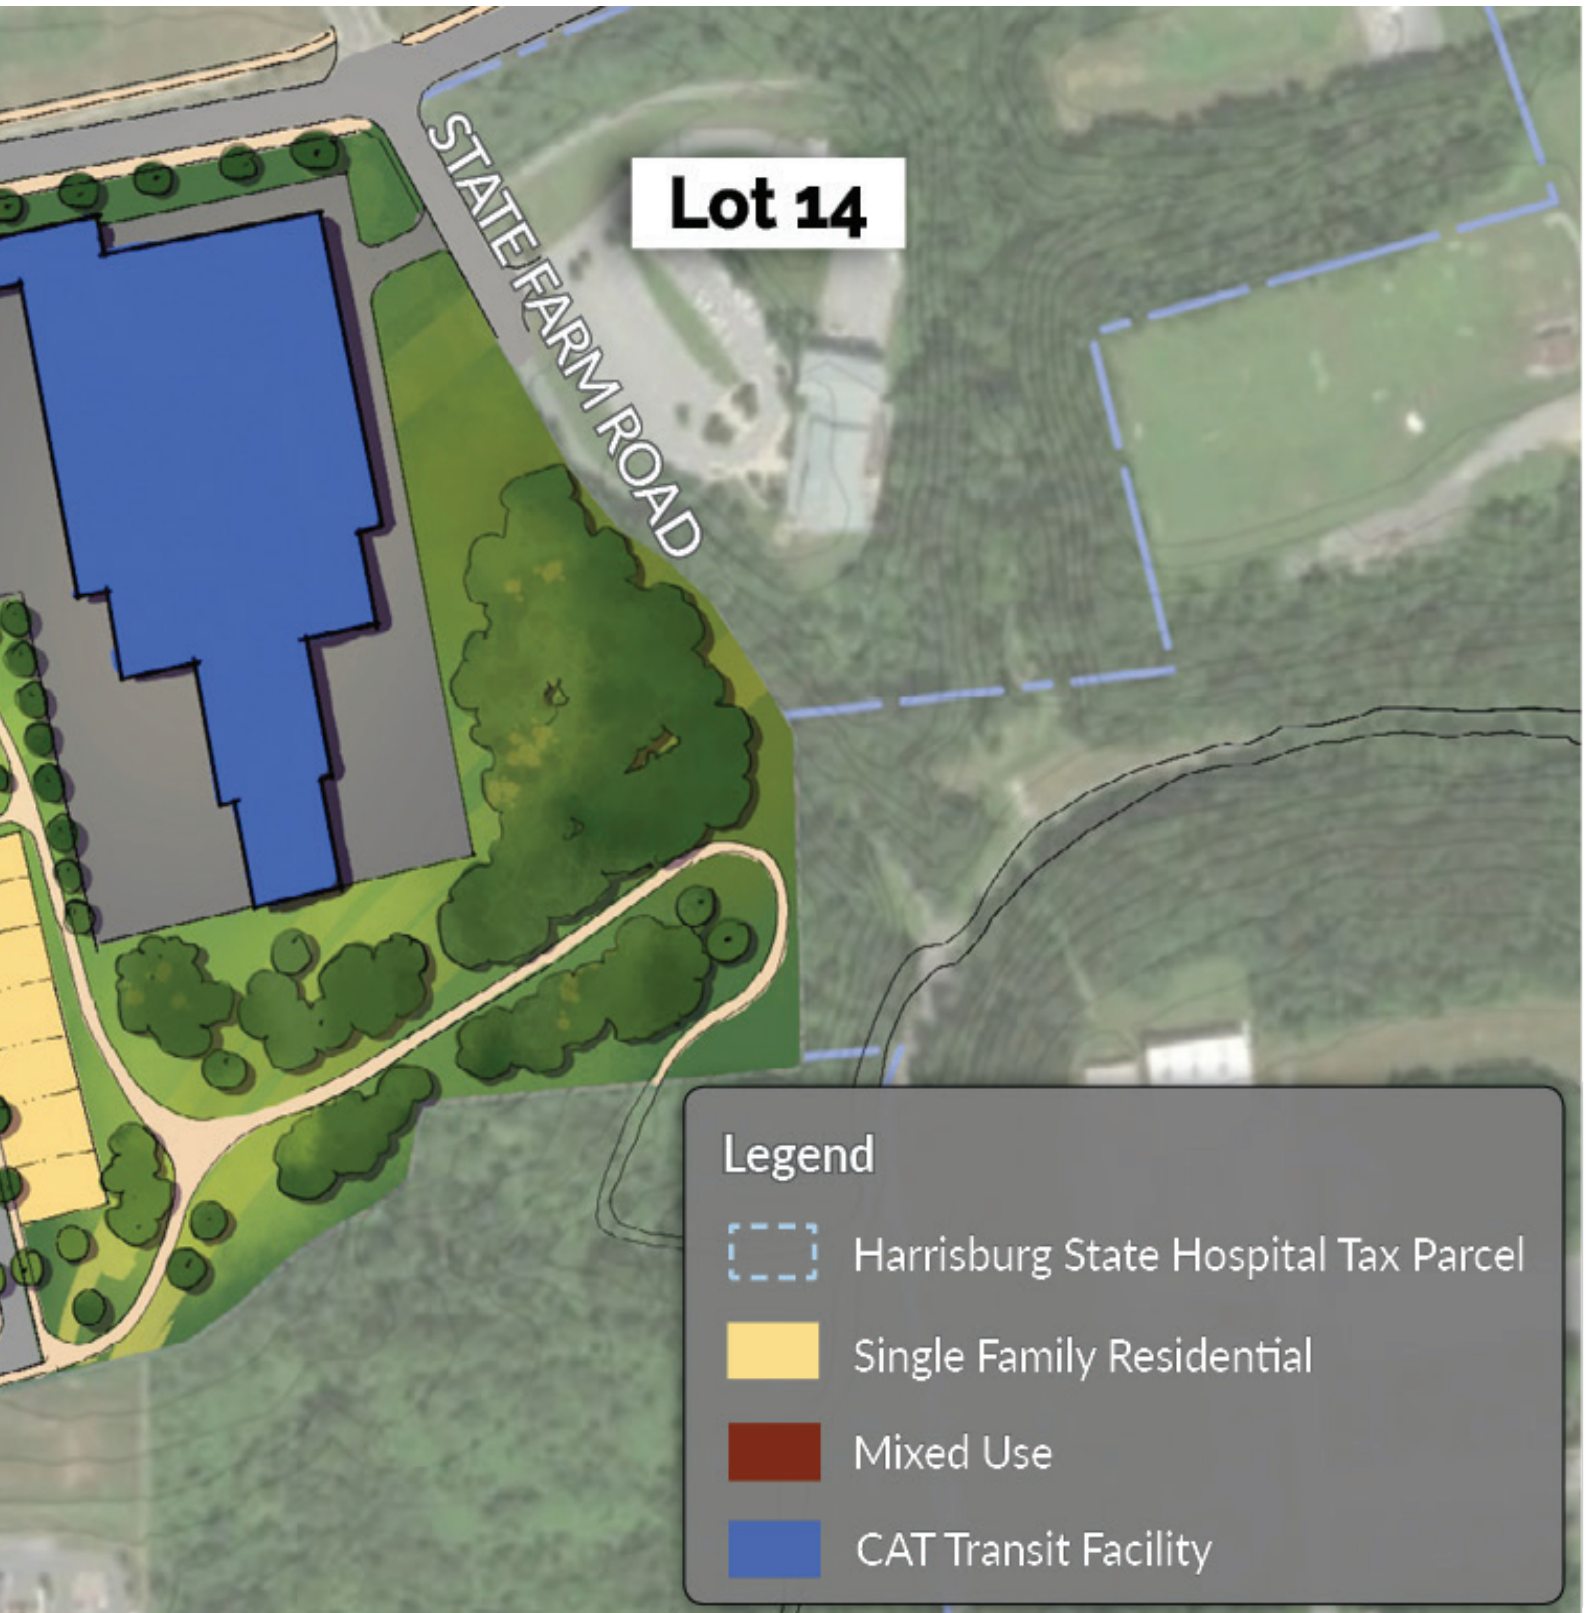 Lot 14
STATE FARM ROAD
Legend
Harrisburg State Hospital Tax Parcel
Single Family Residential
Mixed Use
CAT Transit Facility